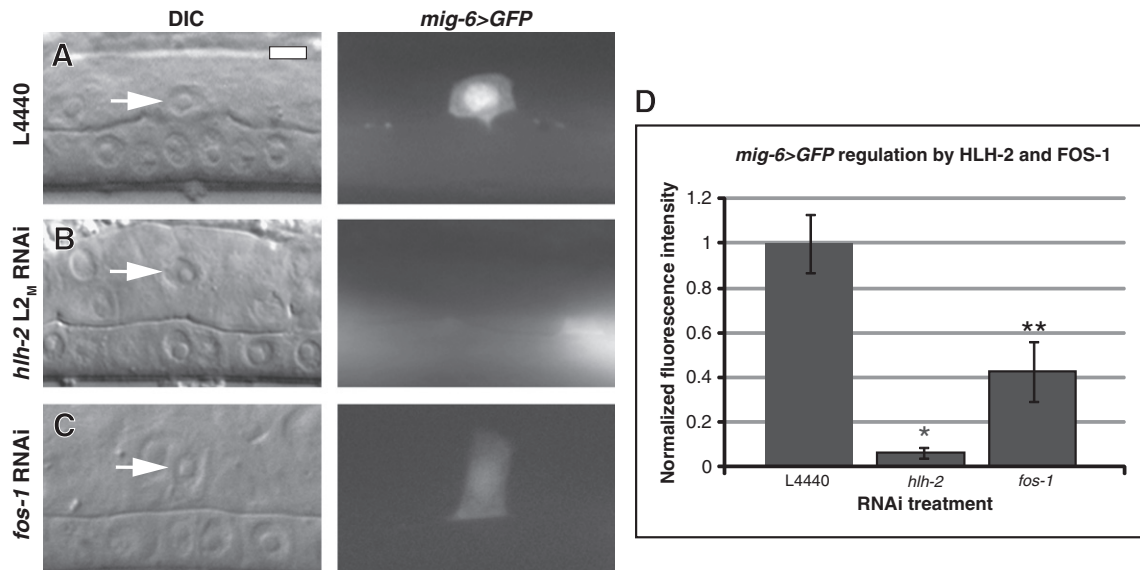 DIC
mig-6>GFP
L4440
A
hlh-2 L2M RNAi
B
fos-1 RNAi
C
D
mig-6>GFP regulation by HLH-2 and FOS-1
Normalized fluorescence intensity
1.2
1
0.8
0.6
0.4
0.2
0
*
**
L4440
hlh-2
fos-1
RNAi treatment